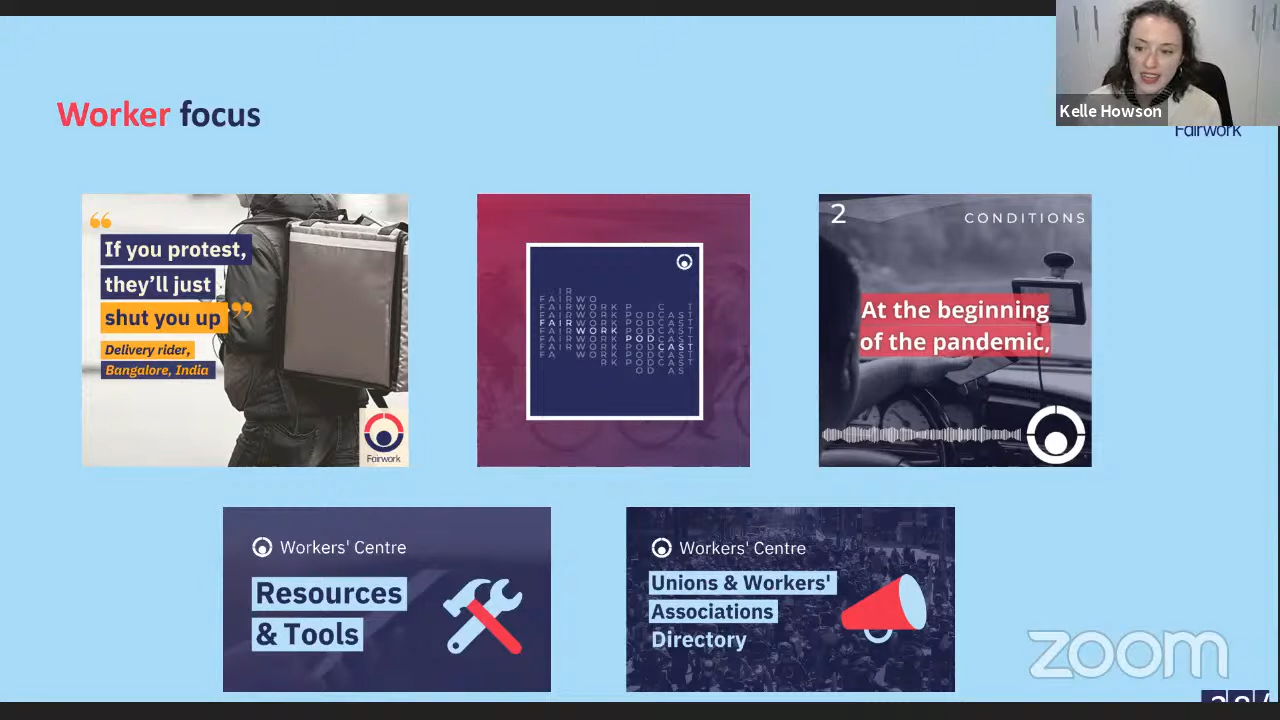 Kelle Howson
Fairwork
Worker focus
“
If you protest,
they’ll just
shut you up ”
Delivery rider,
Bangalore, India
Fairwork
I R
F A I R W O
F A I R W O R K P C T
F A I R W O R K P O D C A S T
F A I R W O R K P O D C A S T
F A I R W O R K P O D C A S T
F A I R W O R K P O D C A S T
F A I R W O R K P O D C A S T
F A W O R K P O D C A S T
R K P O D C A S T
O D A S
2
CONDITIONS
At the beginning
of the pandemic,
Workers' Centre
Resources
& Tools
Workers' Centre
Unions & Workers'
Associations
Directory
zoom